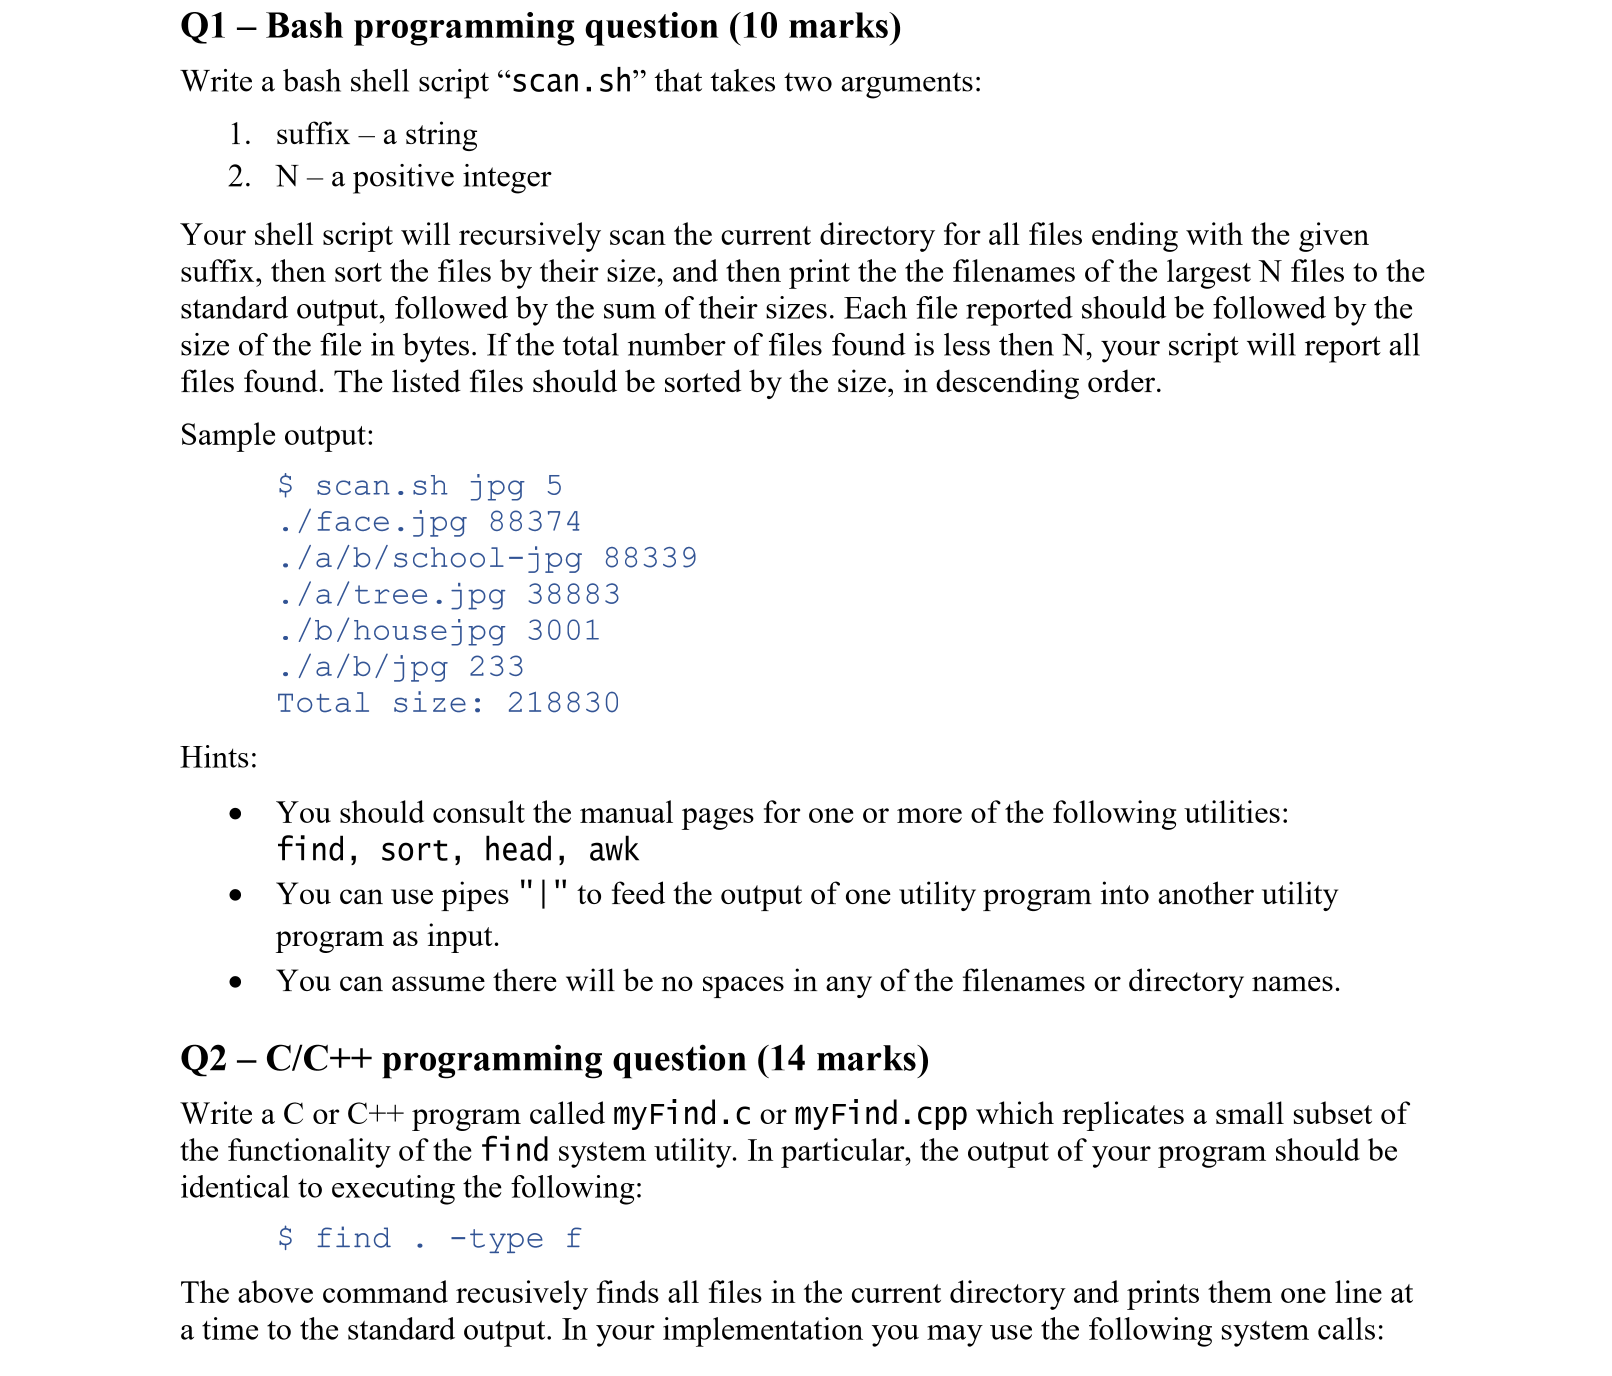 Q1 – Bash programming question (10 marks)
Write a bash shell script “scan.sh” that takes two arguments:
1. suffix – a string
2. N – a positive integer
Your shell script will recursively scan the current directory for all files ending with the given
suffix, then sort the files by their size, and then print the the filenames of the largest N files to the
standard output, followed by the sum of their sizes. Each file reported should be followed by the
size of the file in bytes. If the total number of files found is less then N, your script will report all
files found. The listed files should be sorted by the size, in descending order.
Sample output:
$ scan.sh jpg 5
./face.jpg 88374
./a/b/school-jpg 88339
./a/tree.jpg 38883
./b/housejpg 3001
./a/b/jpg 233
Total size: 218830
Hints:
• You should consult the manual pages for one or more of the following utilities:
find, sort, head, awk
• You can use pipes "|" to feed the output of one utility program into another utility
program as input.
• You can assume there will be no spaces in any of the filenames or directory names.
Q2 – C/C++ programming question (14 marks)
Write a C or C++ program called myFind.c or myFind.cpp which replicates a small subset of
the functionality of the find system utility. In particular, the output of your program should be
identical to executing the following:
$ find . -type f
The above command recusively finds all files in the current directory and prints them one line at
a time to the standard output. In your implementation you may use the following system calls: